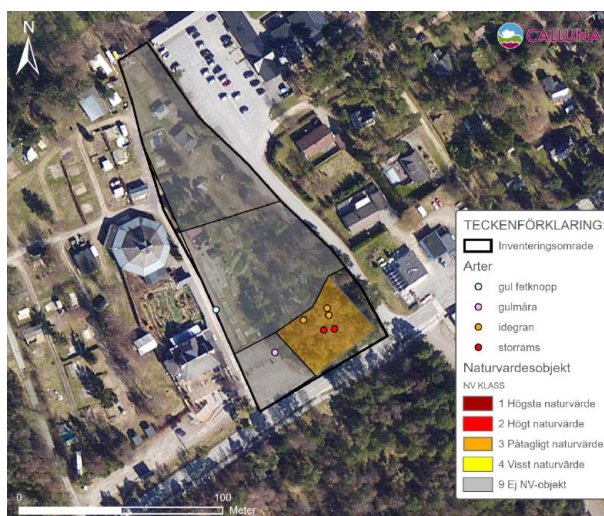 N
CALLUNA
TECKENFÖRKLARING:
Inventeringsomrade
Arter
gul fetknopp
gulmåra
idegran
storrams
Naturvardesobjekt
NV KLASS
1 Högsta naturvärde
2 Högt naturvärde
3 Påtagligt naturvärde
4 Visst naturvärde
9 Ej NV-objekt
0 100
Meter